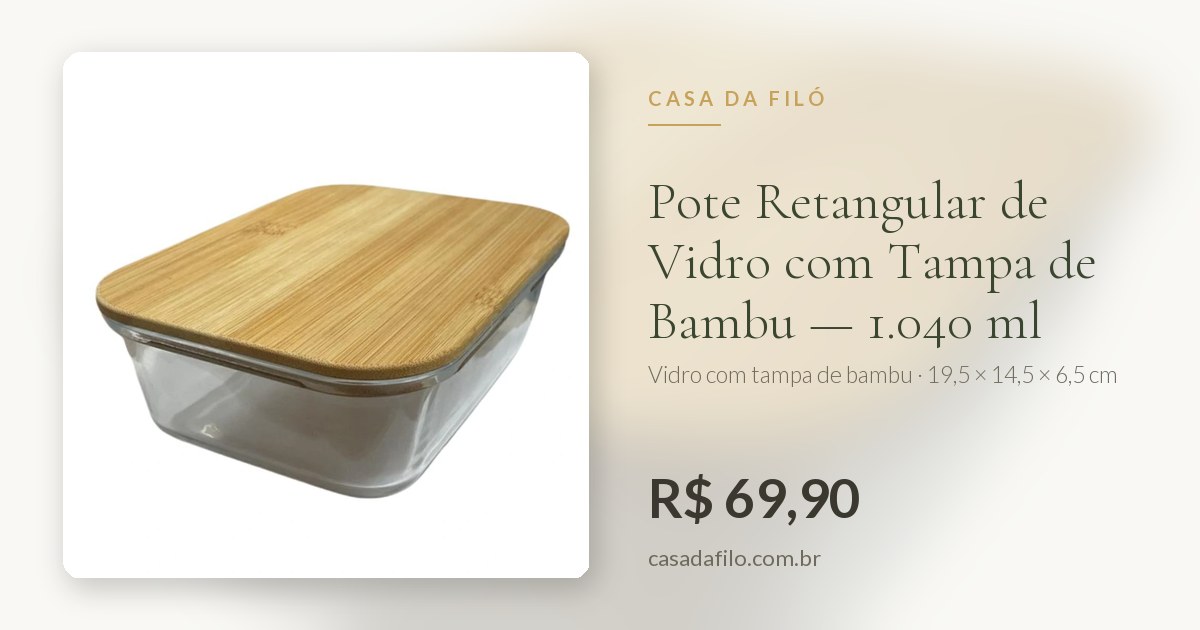 CASA DA FILÓ
Pote Retangular de
Vidro com Tampa de
Bambu — 1.040 ml
Vidro com tampa de bambu · 19,5 × 14,5 × 6,5 cm
R$ 69,90
casadafilo.com.br